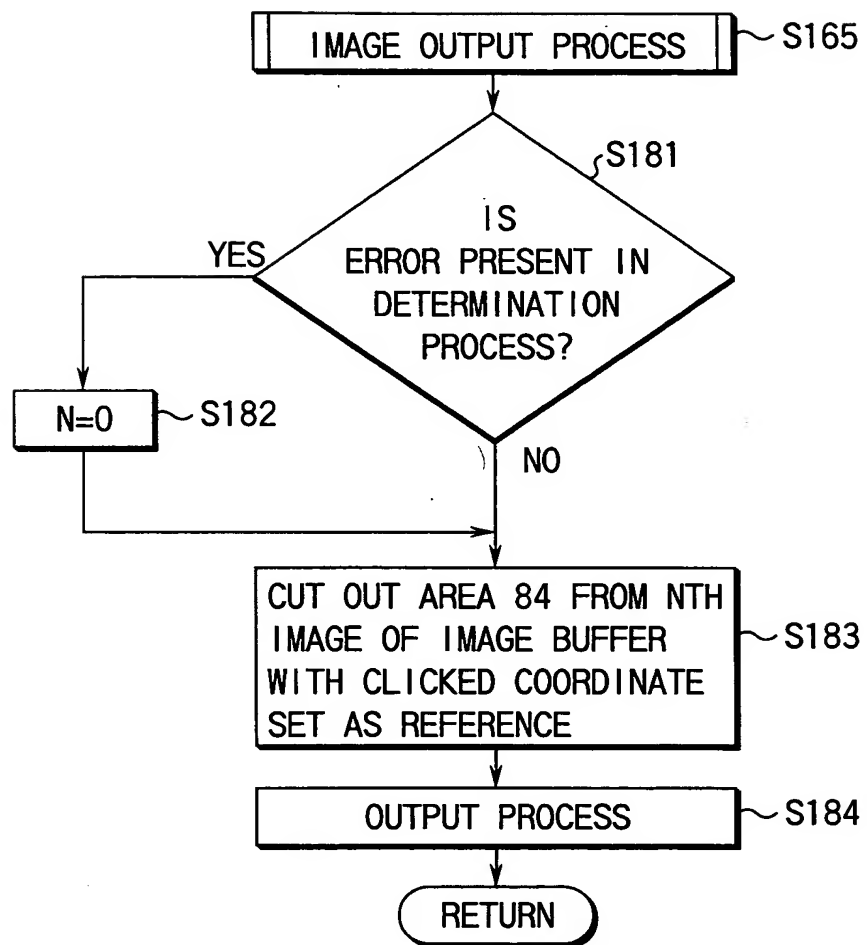 IMAGE OUTPUT PROCESS
S165
S181
IS
ERROR PRESENT IN
DETERMINATION
PROCESS?
YES
N=0
S182
NO
CUT OUT AREA 84 FROM NTH
IMAGE OF IMAGE BUFFER
WITH CLICKED COORDINATE
SET AS REFERENCE
S183
OUTPUT PROCESS
S184
RETURN